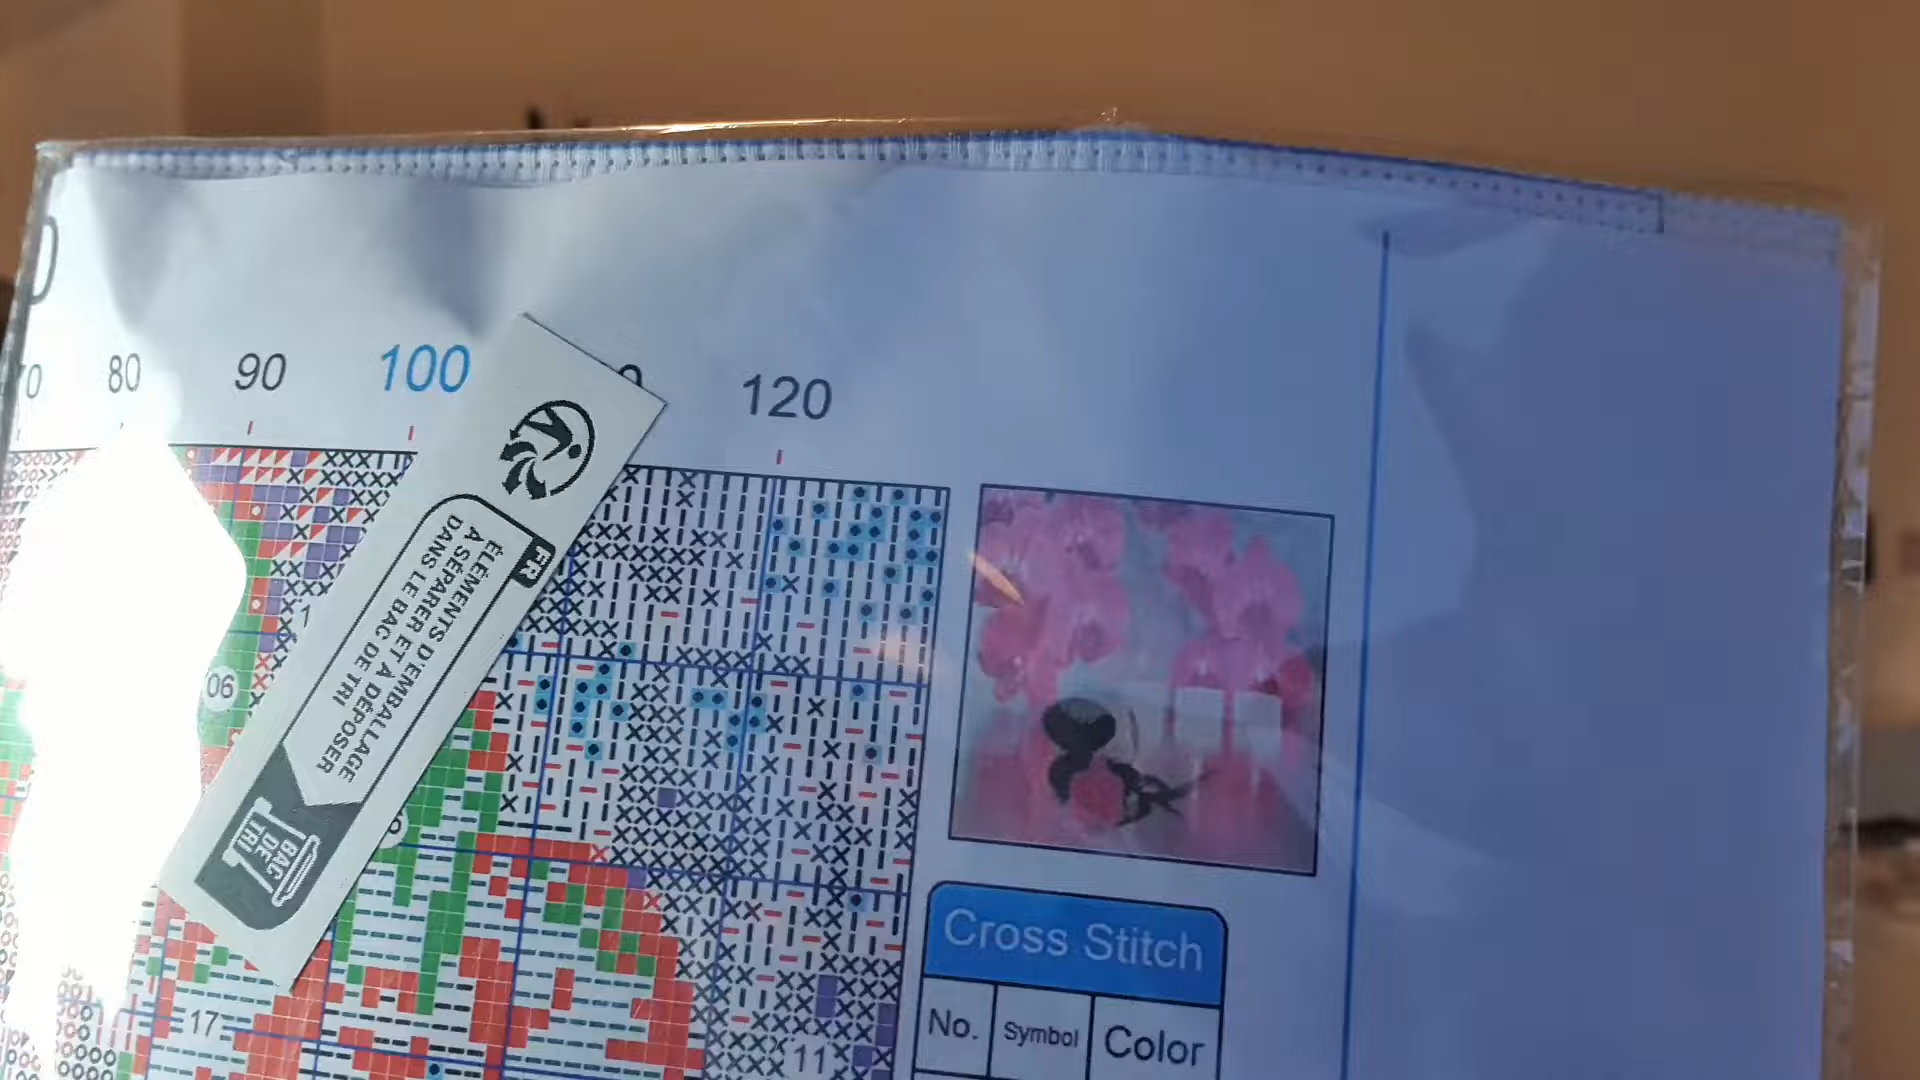 80
90
100
120
FR
ÉLÉMENTS D'EMBALLAGE
À SÉPARER ET À DÉPOSER
DANS LE BAC DE TRI
BAC
DE
TRI
06
17
11
Cross Stitch
No.
Symbol
Color